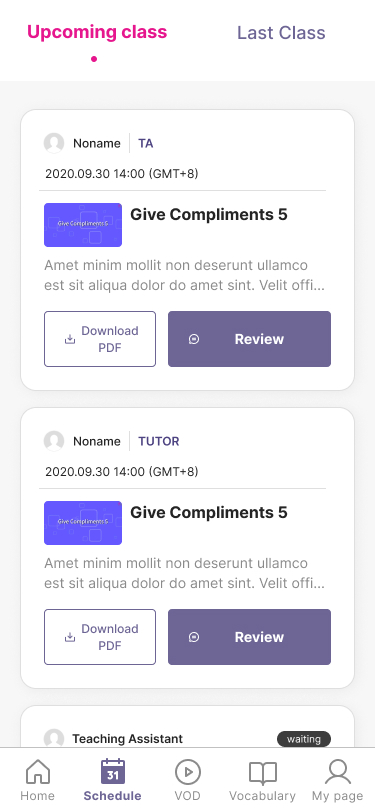 Upcoming class
Last Class
Noname TA
2020.09.30 14:00 (GMT+8)
Give Compliments 5
Give Compliments 5
Amet minim mollit non deserunt ullamco
est sit aliqua dolor do amet sint. Velit offi...
Download
PDF
Review
Noname TUTOR
2020.09.30 14:00 (GMT+8)
Give Compliments 5
Give Compliments 5
Amet minim mollit non deserunt ullamco
est sit aliqua dolor do amet sint. Velit offi...
Download
PDF
Review
Teaching Assistant
waiting
31
Home
Schedule
VOD
Vocabulary
My page